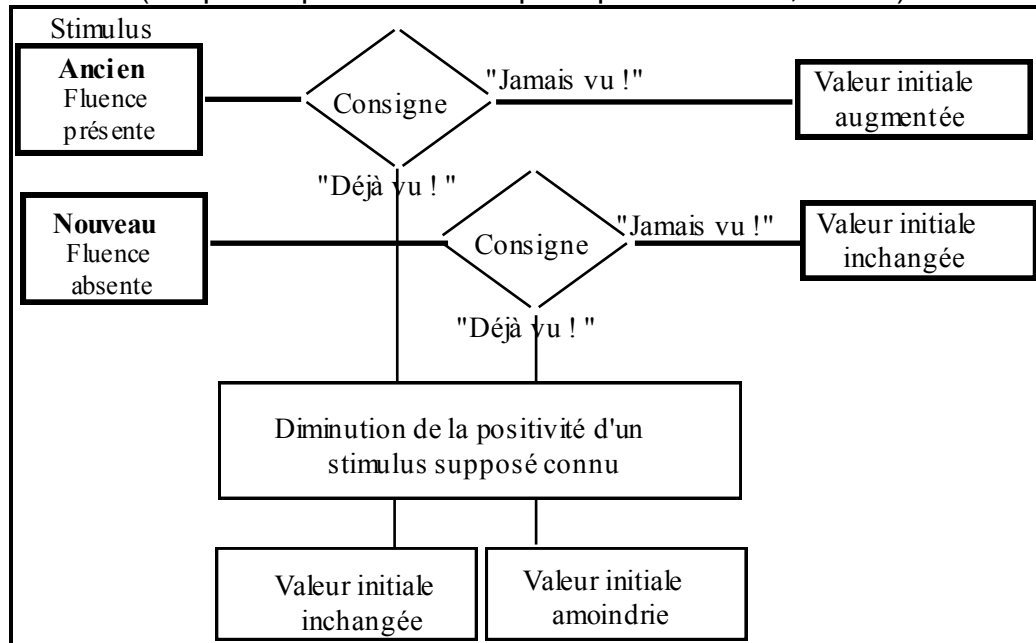 Stimulus
Ancien
Fluence
présente
Consigne
"Jamais vu !"
Valeur initiale
augmentée
"Déjà vu ! "
Nouveau
Fluence
absente
Consigne
"Jamais vu !"
Valeur initiale
inchangée
"Déjà vu ! "
Diminution de la positivité d'un
stimulus supposé connu
Valeur initiale
inchangée
Valeur initiale
amoindrie